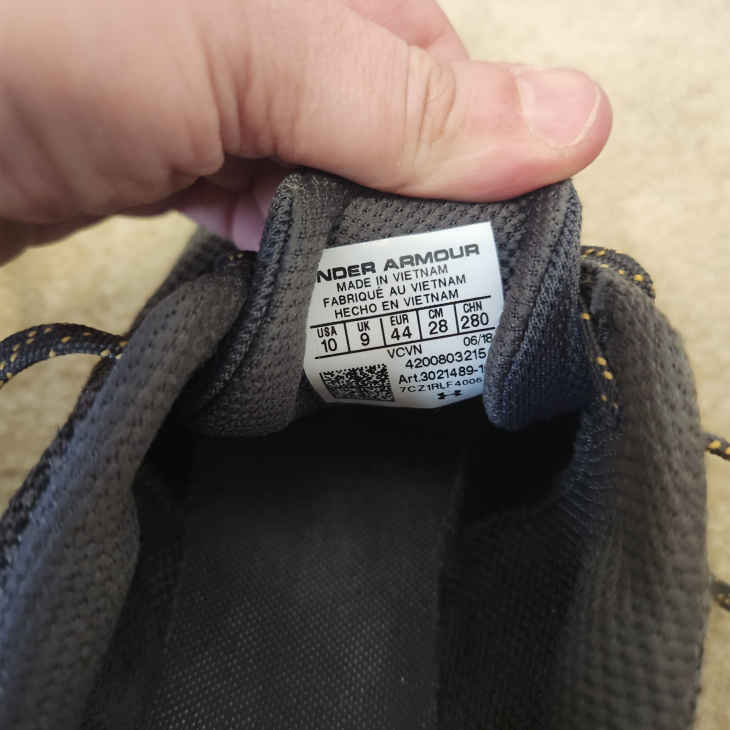 NDER ARMOUR
MADE IN VIETNAM
FABRIQUÉ AU VIETNAM
HECHO EN VIETNAM
USA UK EUR CM CHN
10 9 44 28 280
VCVN 06/18
4200803215
Art.3021489-1
7CZ1RLF4006